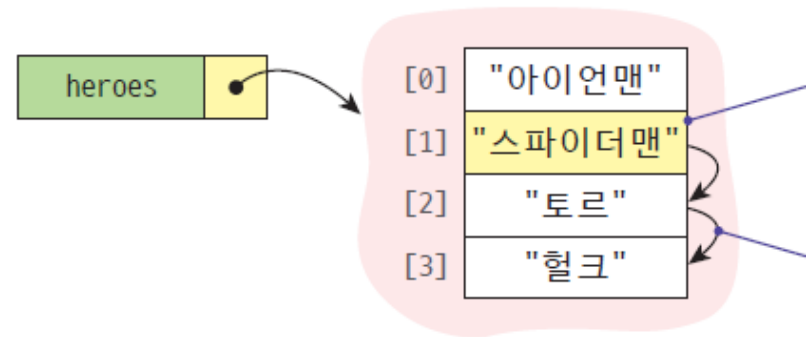 heroes
[0] "아이언맨"
[1] "스파이더맨"
[2] "토르"
[3] "헐크"